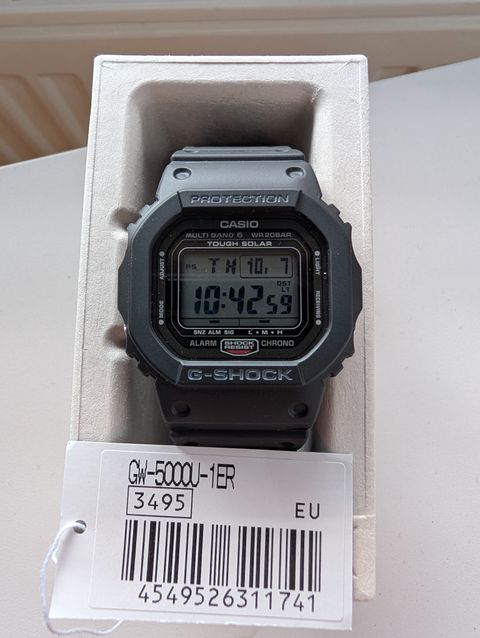 PROTECTION
CASIO
MULTI BAND 6 WR20BAR
TOUGH SOLAR
ADJUST
LIGHT
PS TH 10. 7
DST
LT
10:42 59
MODE
RECEIVING
SNZ ALM SIG L • M • H
ALARM SHOCK RESIST CHRONO
G-SHOCK
GW-5000U-1ER
3495
EU
4549526311741